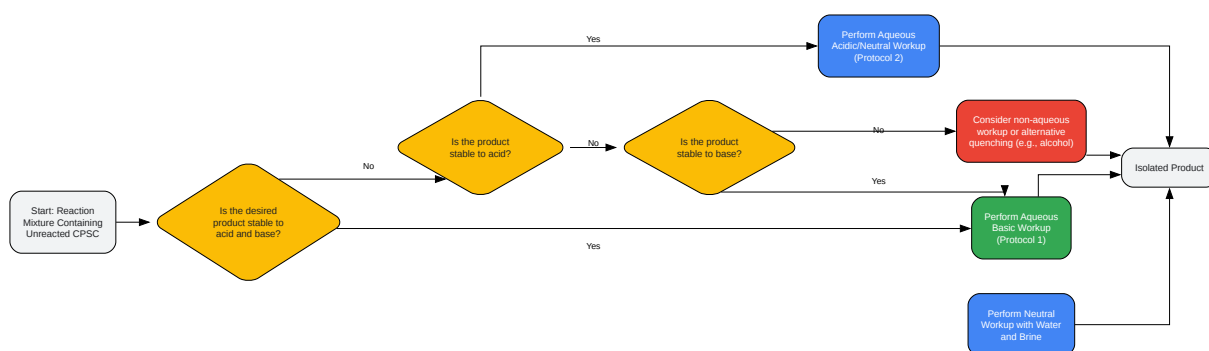 Yes
Perform Aqueous
Acidic/Neutral Workup
(Protocol 2)
Is the product
stable to acid?
No
Is the product
stable to base?
No
Consider non-aqueous
workup or alternative
quenching (e.g., alcohol)
Isolated Product
No
Yes
Start: Reaction
Mixture Containing
Unreacted CPSC
Is the desired
product stable to
acid and base?
Yes
Perform Aqueous
Basic Workup
(Protocol 1)
Perform Neutral
Workup with Water
and Brine